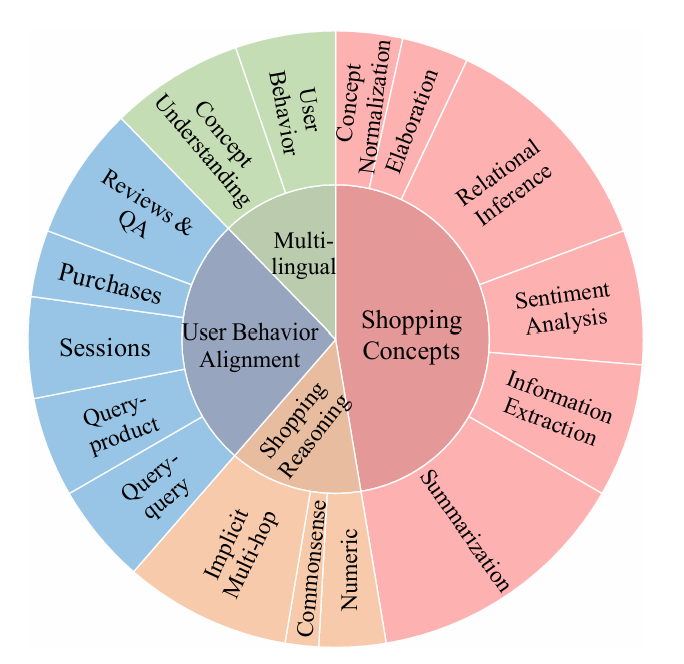 Concept
Normalization
Elaboration
Relational
Inference
Sentiment
Analysis
Information
Extraction
Summarization
Numeric
Commonsense
Implicit
Multi-hop
Query-
query
Query-
product
Sessions
Purchases
Reviews &
QA
Concept
Understanding
User
Behavior
Multi-
lingual
Shopping
Concepts
User Behavior
Alignment
Shopping
Reasoning